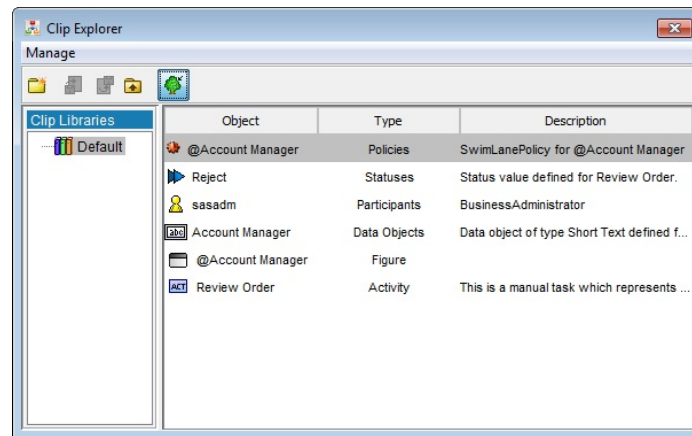 Clip Explorer
Manage
Clip Libraries
Default
Object Type Description
@Account Manager Policies SwimLanePolicy for @Account Manager
Reject Statuses Status value defined for Review Order.
sasadm Participants BusinessAdministrator
abc Account Manager Data Objects Data object of type Short Text defined f...
@Account Manager Figure
ACT Review Order Activity This is a manual task which represents ...